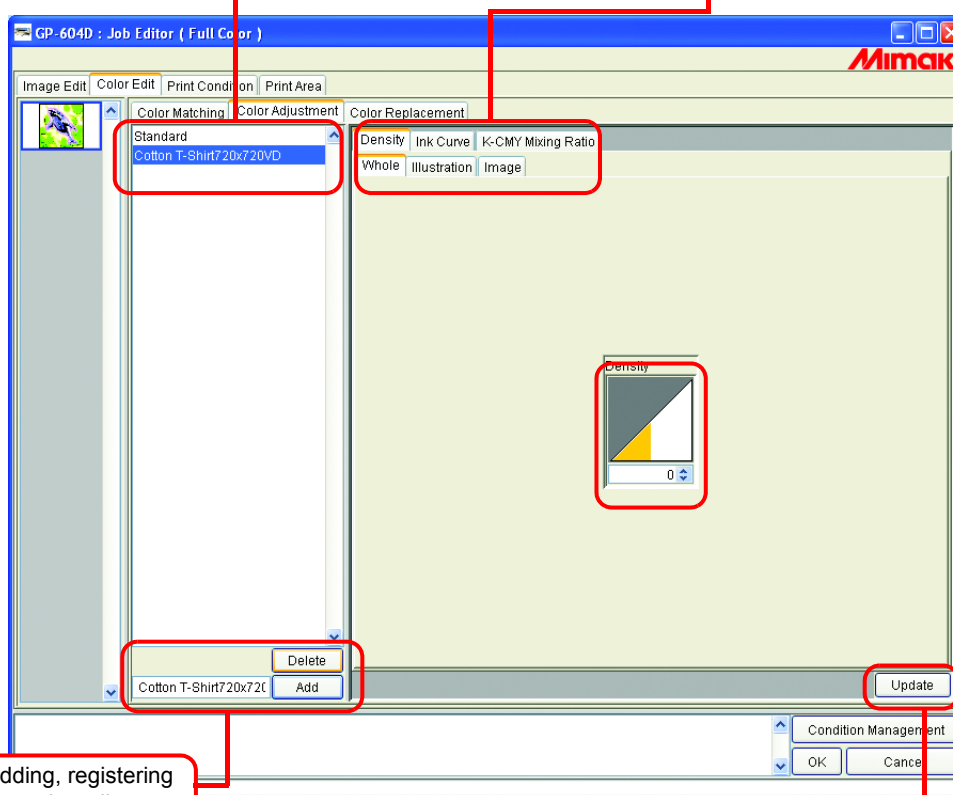 GP-604D : Job Editor ( Full Color )
Mimak
Image Edit Color Edit Print Condition Print Area
Color Matching Color Adjustment Color Replacement
Standard
Cotton T-Shirt720x720VD
Density Ink Curve K-CMY Mixing Ratio
Whole Illustration Image
Density
0
Delete
Cotton T-Shirt720x72( Add
Update
Condition Management
OK Cance
dding, registering